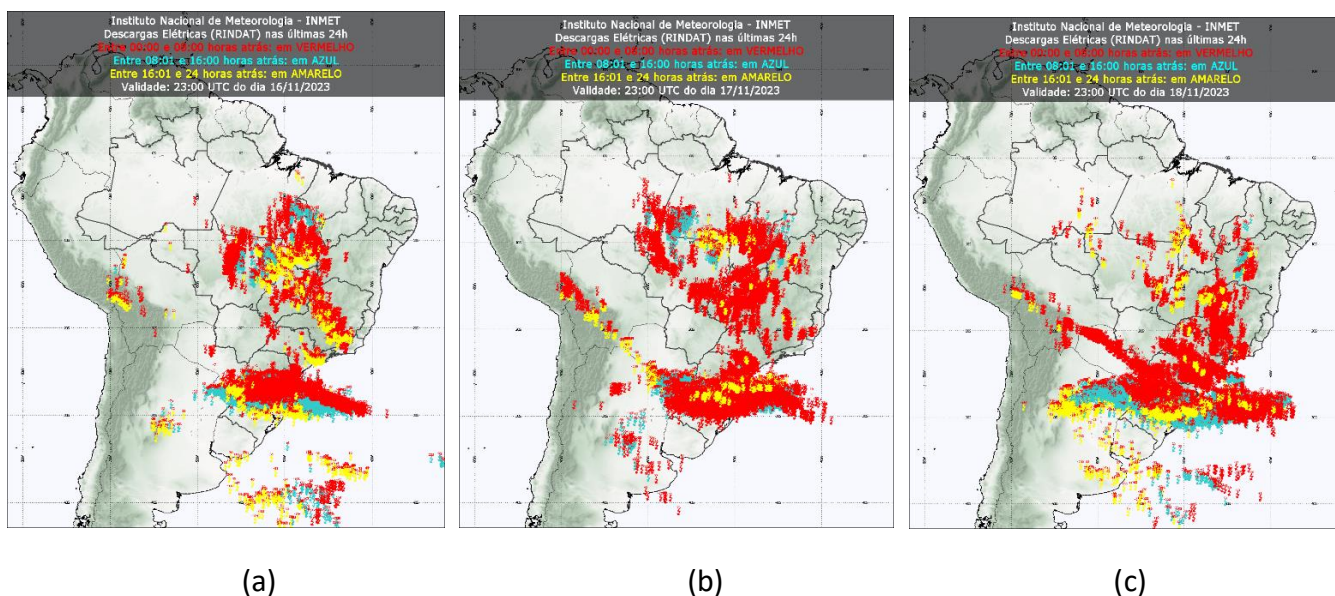 Instituto Nacional de Meteorologia - INMET
Descargas Elétricas (RINDAT) nas últimas 24h
Entre 00:00 e 08:00 horas atrás: em VERMELHO
Entre 08:01 e 16:00 horas atrás: em AZUL
Entre 16:01 e 24 horas atrás: em AMARELO
Validade: 23:00 UTC do dia 16/11/2023
Instituto Nacional de Meteorologia - INMET
Descargas Elétricas (RINDAT) nas últimas 24h
Entre 00:00 e 08:00 horas atrás: em VERMELHO
Entre 08:01 e 16:00 horas atrás: em AZUL
Entre 16:01 e 24 horas atrás: em AMARELO
Validade: 23:00 UTC do dia 17/11/2023
Instituto Nacional de Meteorologia - INMET
Descargas Elétricas (RINDAT) nas últimas 24h
Entre 00:00 e 08:00 horas atrás: em VERMELHO
Entre 08:01 e 16:00 horas atrás: em AZUL
Entre 16:01 e 24 horas atrás: em AMARELO
Validade: 23:00 UTC do dia 18/11/2023
(a)
(b)
(c)